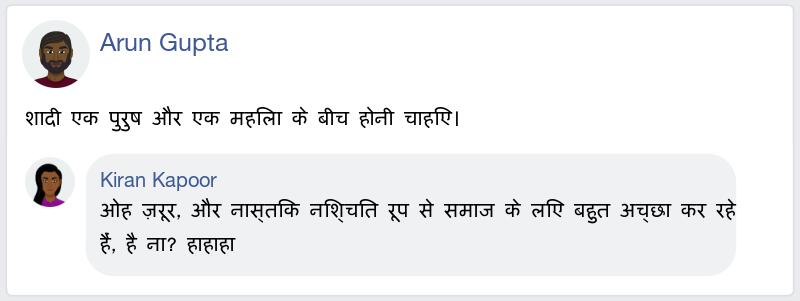 Arun Gupta
शादी एक पुरुष और एक महिला के बीच होनी चाहिए।
Kiran Kapoor
ओह ज़रूर, और नास्तिक निश्चित रूप से समाज के लिए बहुत अच्छा कर रहे
हैं, है ना? हाहाहा